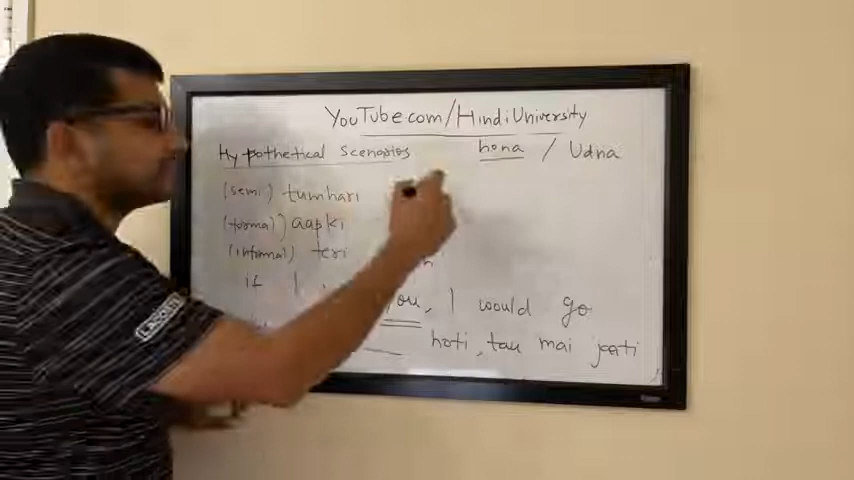 YouTube.com/HindiUniversity
Hypothetical Scenarios hona / Udna
(semi) tumhari
(formal) aapki
(informal) teri
if I you, I would go
hoti, tau mai jaati
LACOSTE